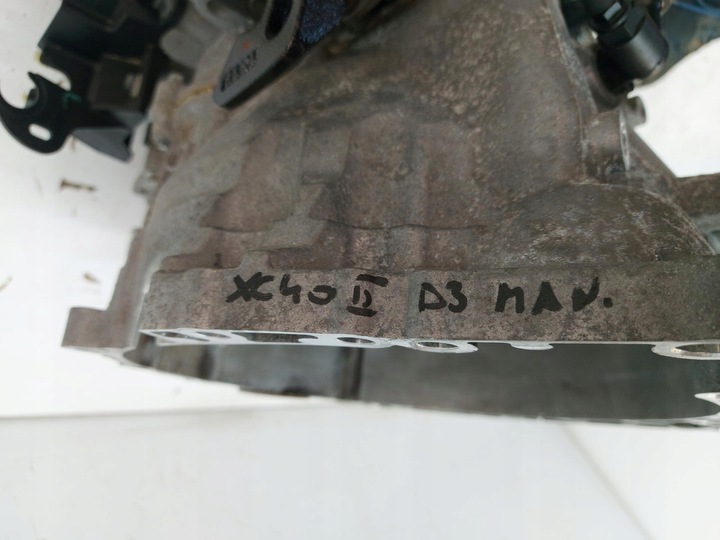 XC40 II D3 MAN.